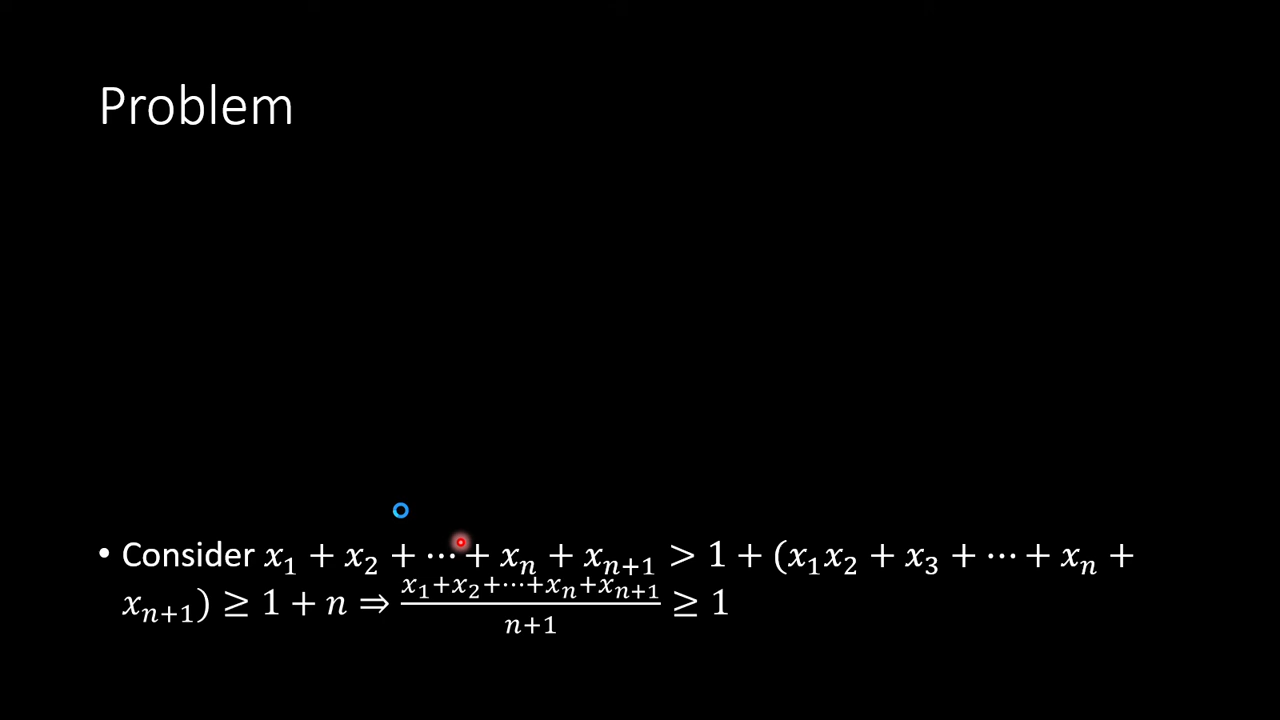 Problem
• Consider x₁ + x₂ + ⋯ + xₙ + xₙ₊₁ > 1 + (x₁x₂ + x₃ + ⋯ + xₙ +
xₙ₊₁) ≥ 1 + n ⇒ (x₁+x₂+⋯+xₙ+xₙ₊₁)/(n+1) ≥ 1